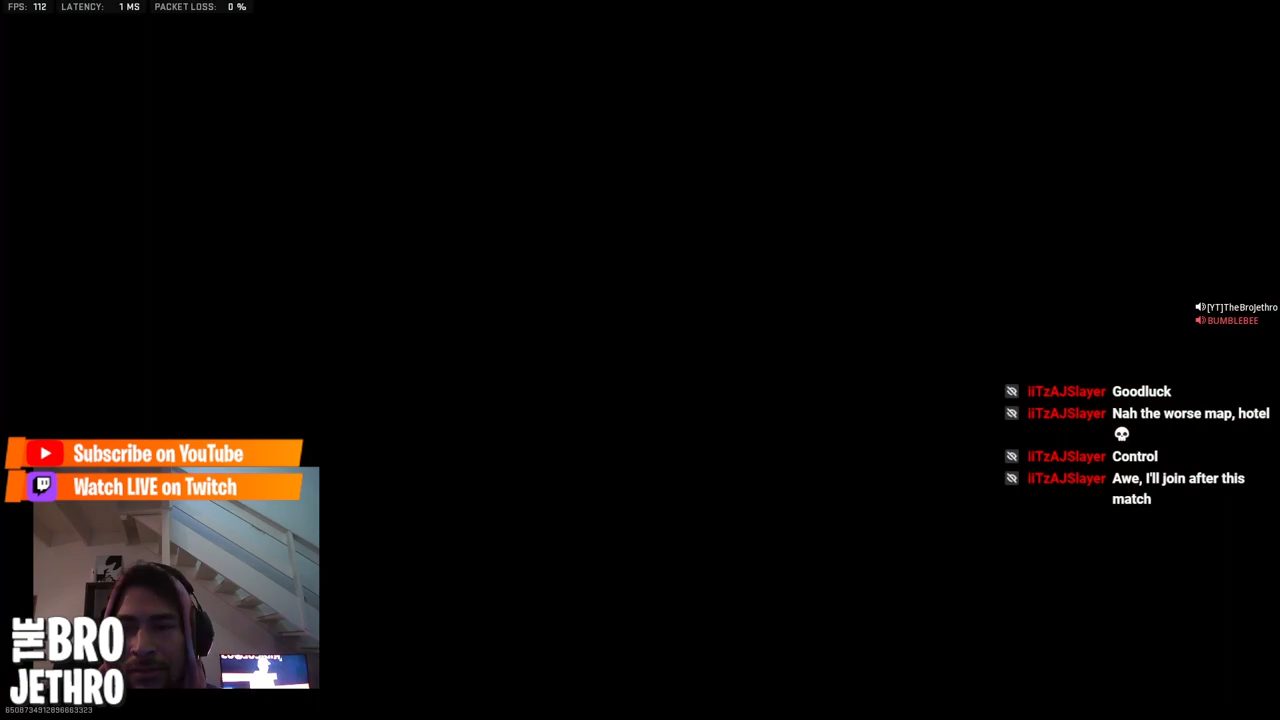 FPS: 112 LATENCY: 1 MS PACKET LOSS: 0 %
[YT]TheBroJethro
BUMBLEBEE
iiTzAJSlayer Goodluck
iiTzAJSlayer Nah the worse map, hotel
💀
iiTzAJSlayer Control
iiTzAJSlayer Awe, I'll join after this
match
Subscribe on YouTube
Watch LIVE on Twitch
THE BRO
JETHRO